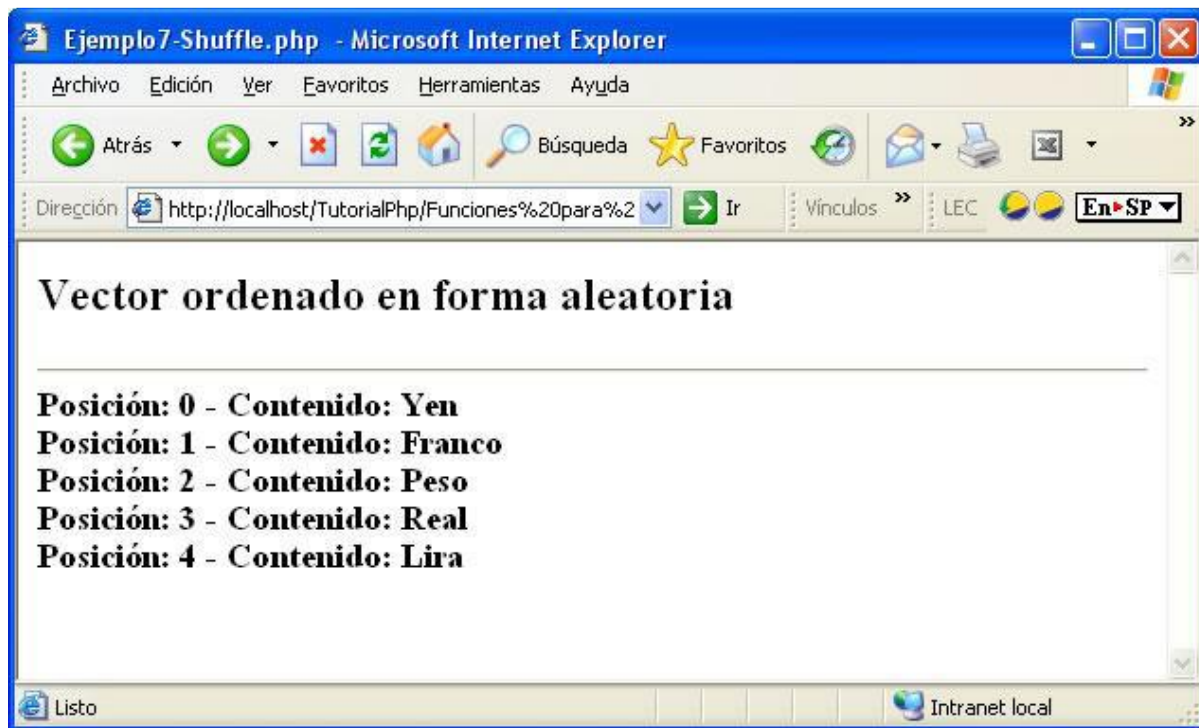 Ejemplo7-Shuffle.php - Microsoft Internet Explorer
Archivo Edición Ver Favoritos Herramientas Ayuda
Atrás Búsqueda Favoritos »
Dirección http://localhost/TutorialPhp/Funciones%20para%2 Ir Vínculos » LEC En▸SP
Vector ordenado en forma aleatoria
Posición: 0 - Contenido: Yen
Posición: 1 - Contenido: Franco
Posición: 2 - Contenido: Peso
Posición: 3 - Contenido: Real
Posición: 4 - Contenido: Lira
Listo Intranet local